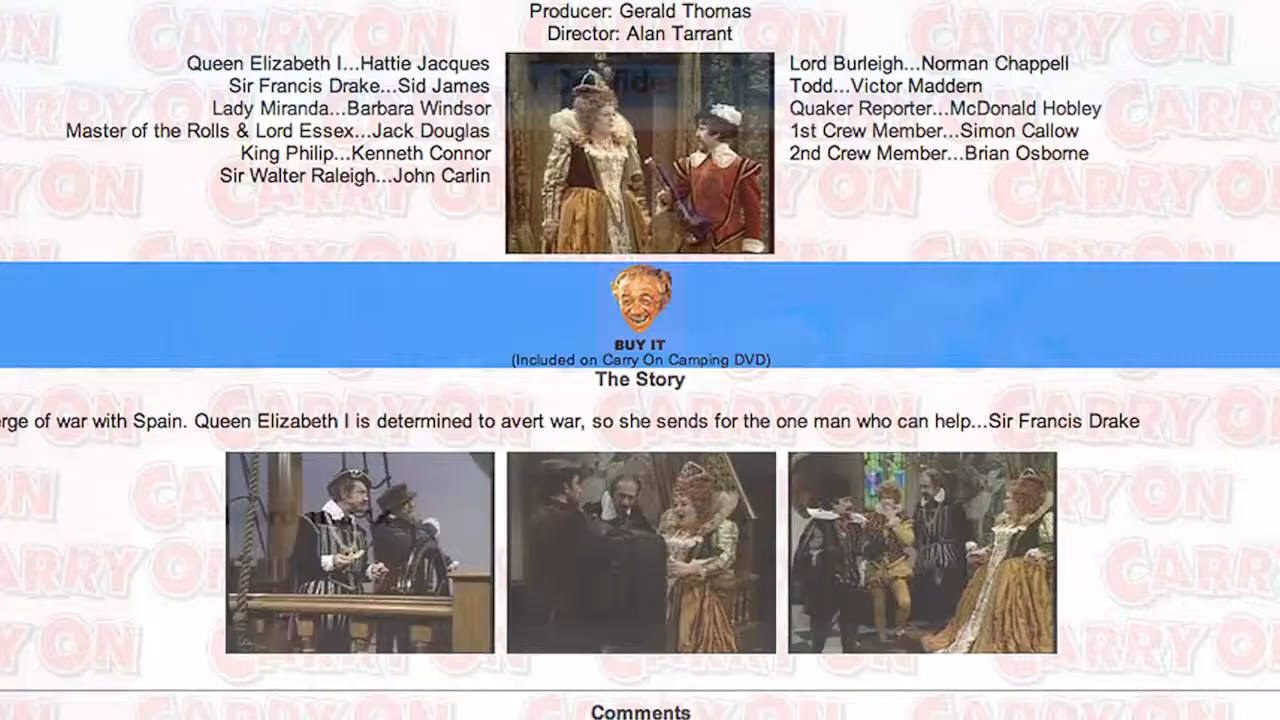 Producer: Gerald Thomas
Director: Alan Tarrant
Queen Elizabeth I...Hattie Jacques
Sir Francis Drake...Sid James
Lady Miranda...Barbara Windsor
Master of the Rolls & Lord Essex...Jack Douglas
King Philip...Kenneth Connor
Sir Walter Raleigh...John Carlin
Lord Burleigh...Norman Chappell
Todd...Victor Maddern
Quaker Reporter...McDonald Hobley
1st Crew Member...Simon Callow
2nd Crew Member...Brian Osborne
BUY IT
(Included on Carry On Camping DVD)
The Story
erge of war with Spain. Queen Elizabeth I is determined to avert war, so she sends for the one man who can help...Sir Francis Drake
Comments
CARRY ON